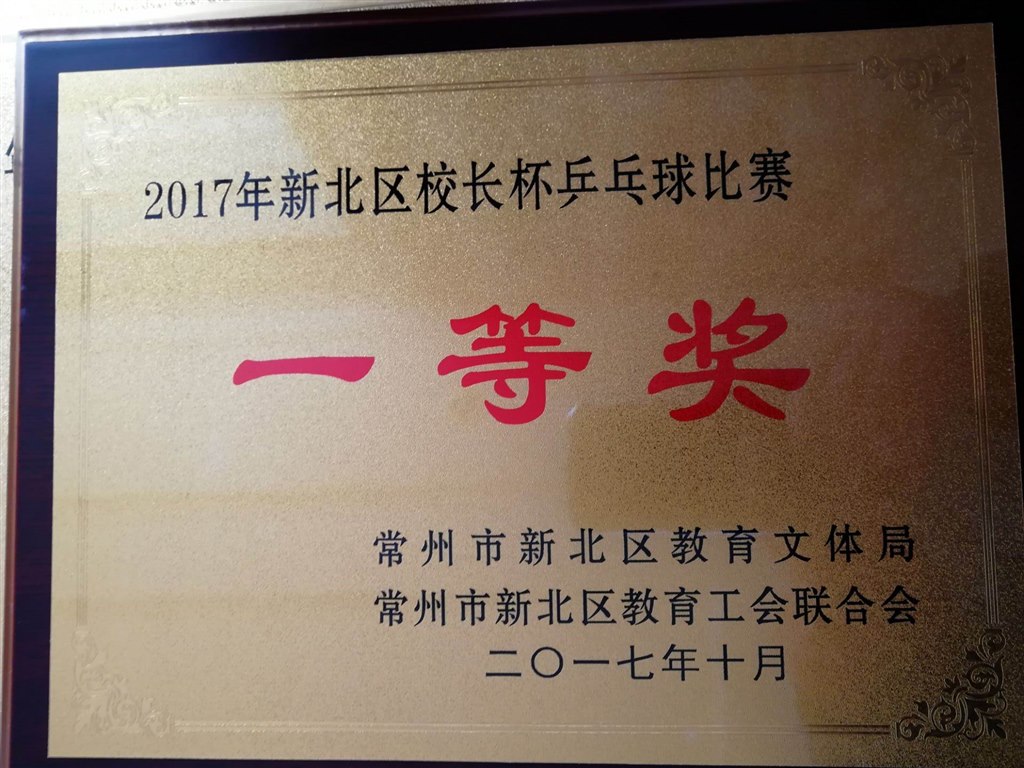 2017年新北区校长杯乒乓球比赛
一等奖
常州市新北区教育文体局
常州市新北区教育工会联合会
二〇一七年十月